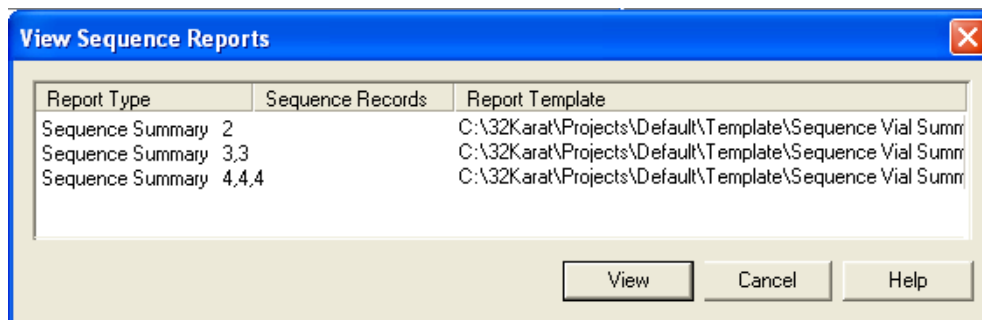 View Sequence Reports
Report Type Sequence Records Report Template
Sequence Summary 2 C:\32Karat\Projects\Default\Template\Sequence Vial Summ
Sequence Summary 3,3 C:\32Karat\Projects\Default\Template\Sequence Vial Summ
Sequence Summary 4,4,4 C:\32Karat\Projects\Default\Template\Sequence Vial Summ
View Cancel Help